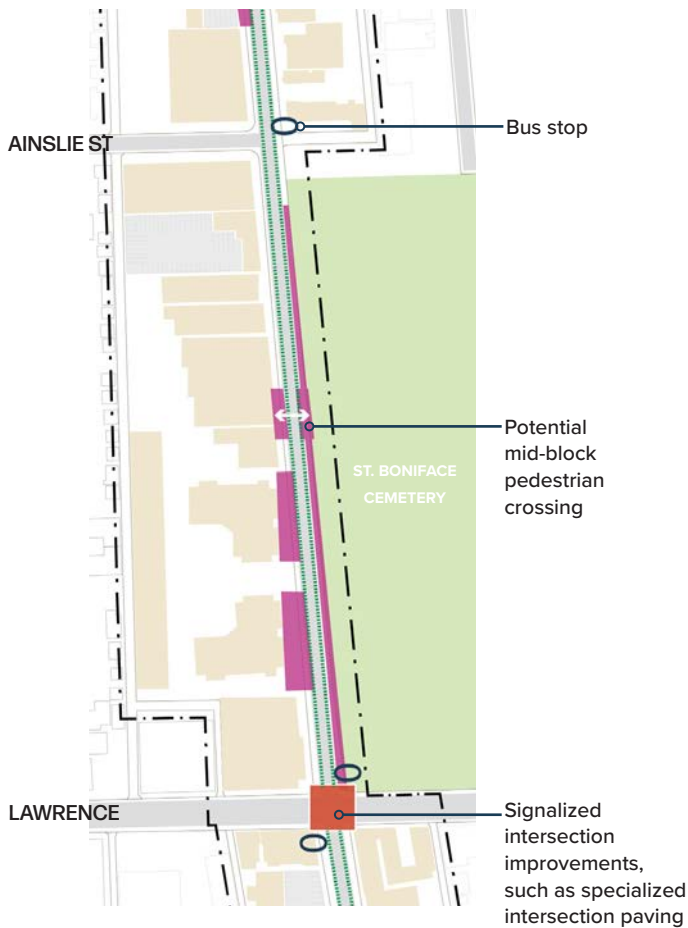 Bus stop
AINSLIE ST
Potential
mid-block
pedestrian
crossing
ST. BONIFACE
CEMETERY
LAWRENCE
Signalized
intersection
improvements,
such as specialized
intersection paving